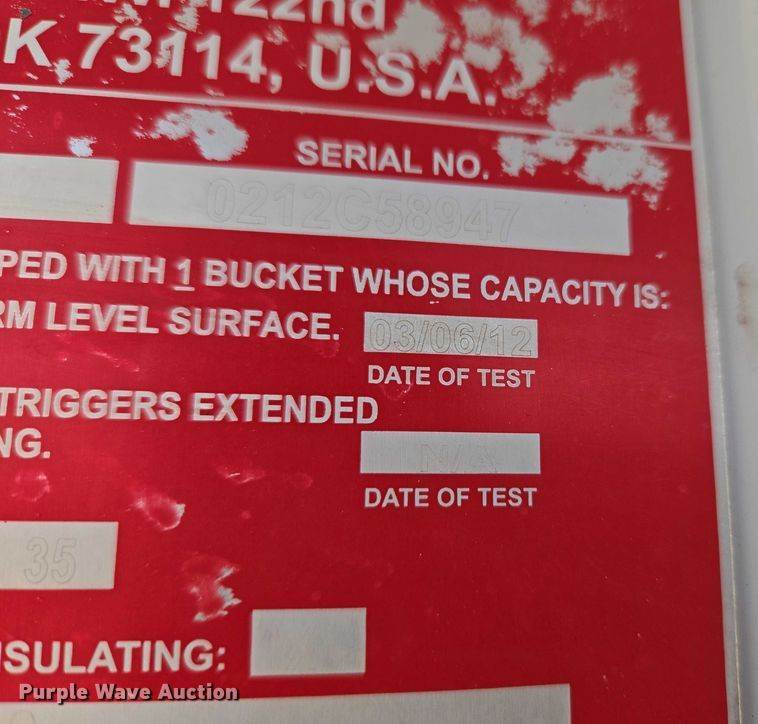 122nd
K, 73114, U.S.A.
SERIAL NO.
0212C58947
PED WITH 1 BUCKET WHOSE CAPACITY IS:
RM LEVEL SURFACE. 03/06/12
DATE OF TEST
TRIGGERS EXTENDED
NG. N/A
DATE OF TEST
35
SULATING:
Purple Wave Auction